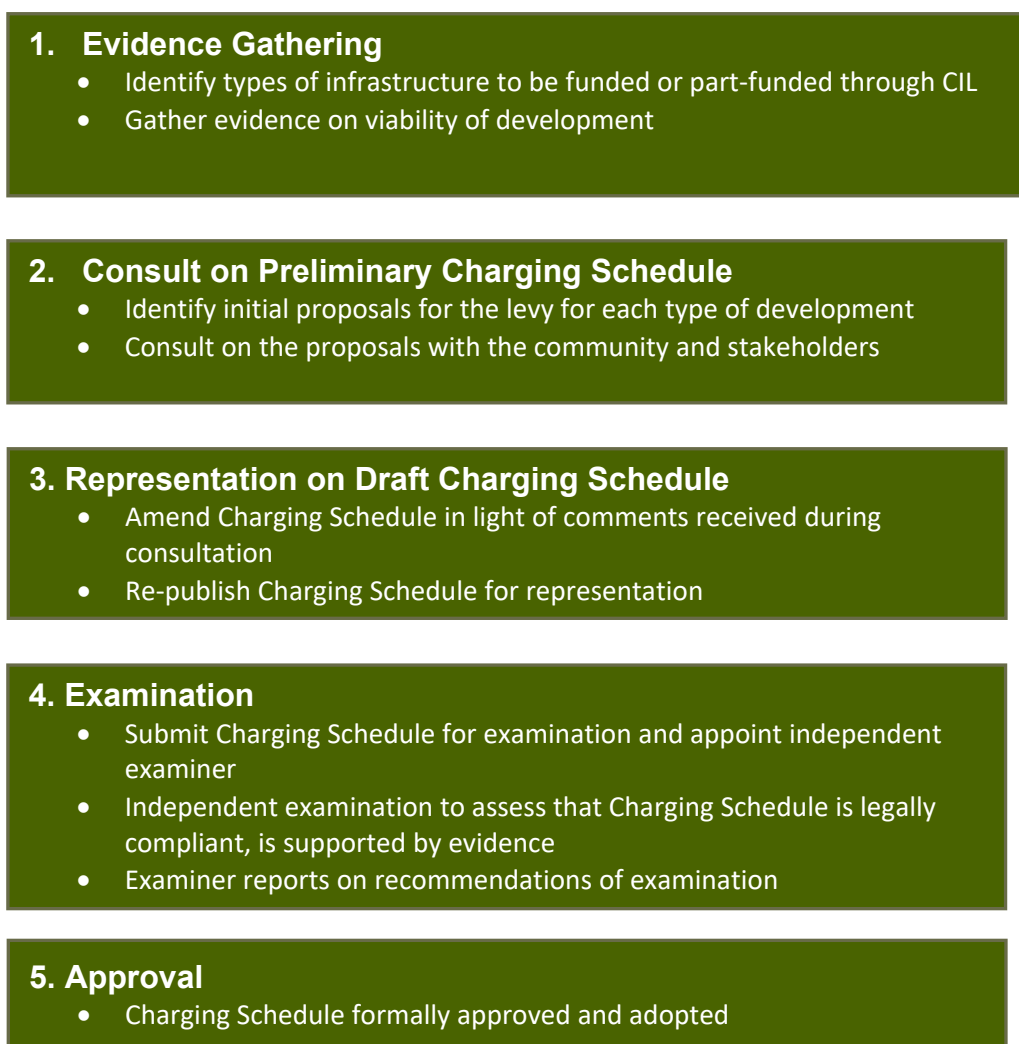 1. Evidence Gathering
• Identify types of infrastructure to be funded or part-funded through CIL
• Gather evidence on viability of development
2. Consult on Preliminary Charging Schedule
• Identify initial proposals for the levy for each type of development
• Consult on the proposals with the community and stakeholders
3. Representation on Draft Charging Schedule
• Amend Charging Schedule in light of comments received during
consultation
• Re-publish Charging Schedule for representation
4. Examination
• Submit Charging Schedule for examination and appoint independent
examiner
• Independent examination to assess that Charging Schedule is legally
compliant, is supported by evidence
• Examiner reports on recommendations of examination
5. Approval
• Charging Schedule formally approved and adopted